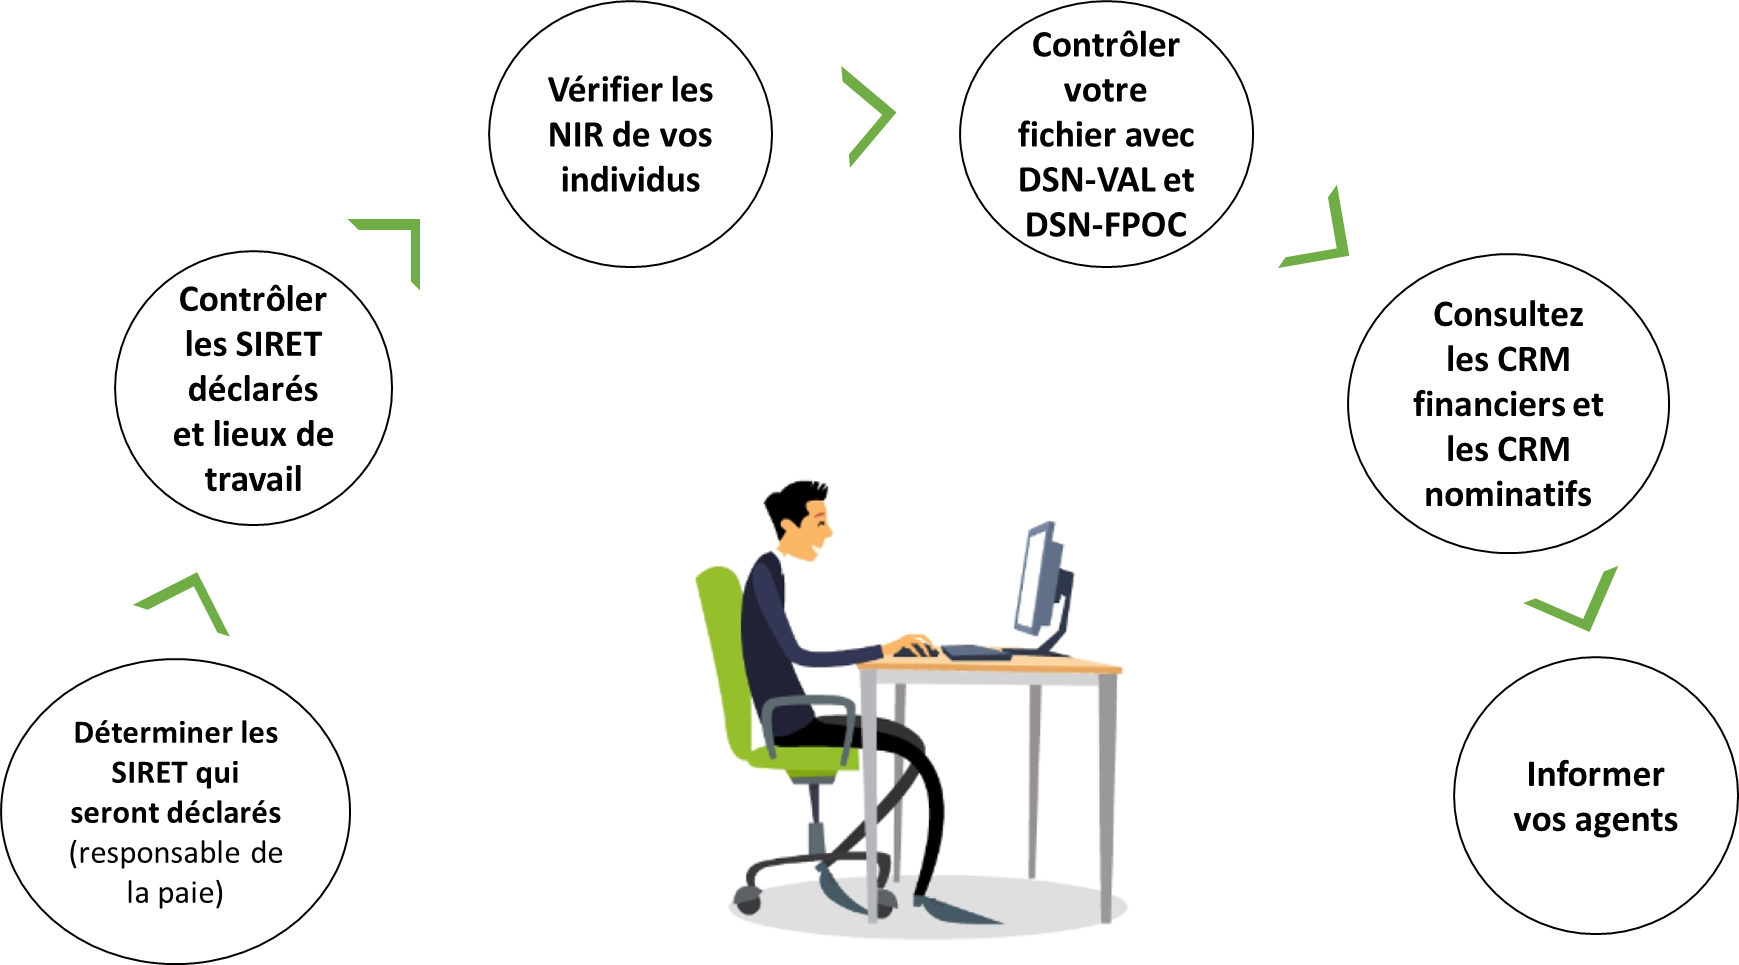 Déterminer les
SIRET qui
seront déclarés
(responsable de
la paie)
Contrôler
les SIRET
déclarés
et lieux de
travail
Vérifier les
NIR de vos
individus
Contrôler
votre
fichier avec
DSN-VAL et
DSN-FPOC
Consultez
les CRM
financiers et
les CRM
nominatifs
Informer
vos agents